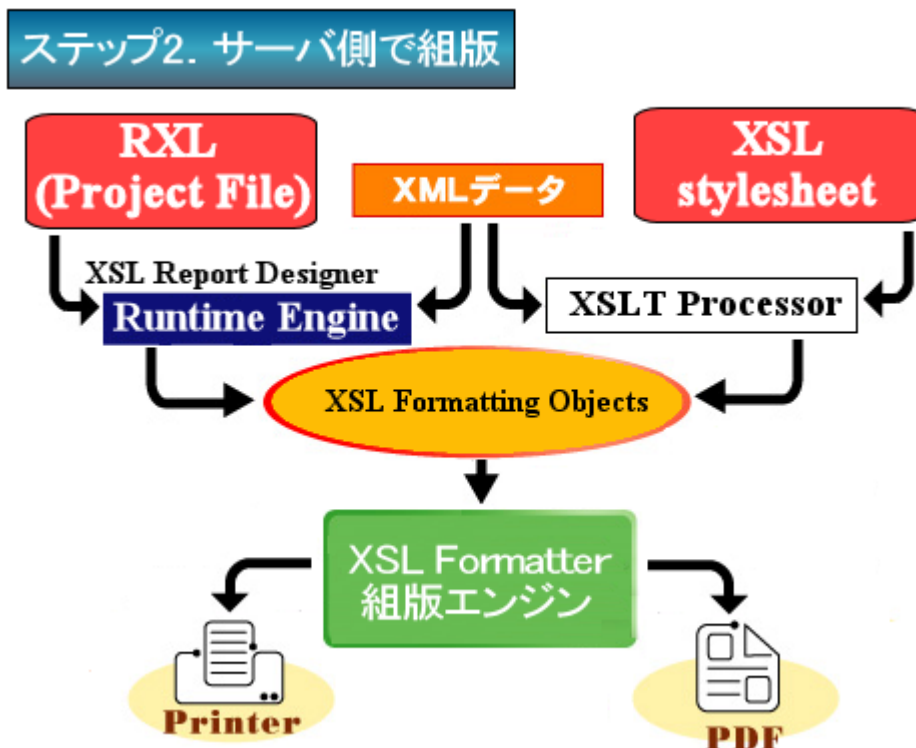 ステップ2. サーバ側で組版
RXL
(Project File)
XMLデータ
XSL
stylesheet
XSL Report Designer
Runtime Engine
XSLT Processor
XSL Formatting Objects
XSL Formatter
組版エンジン
Printer
PDF